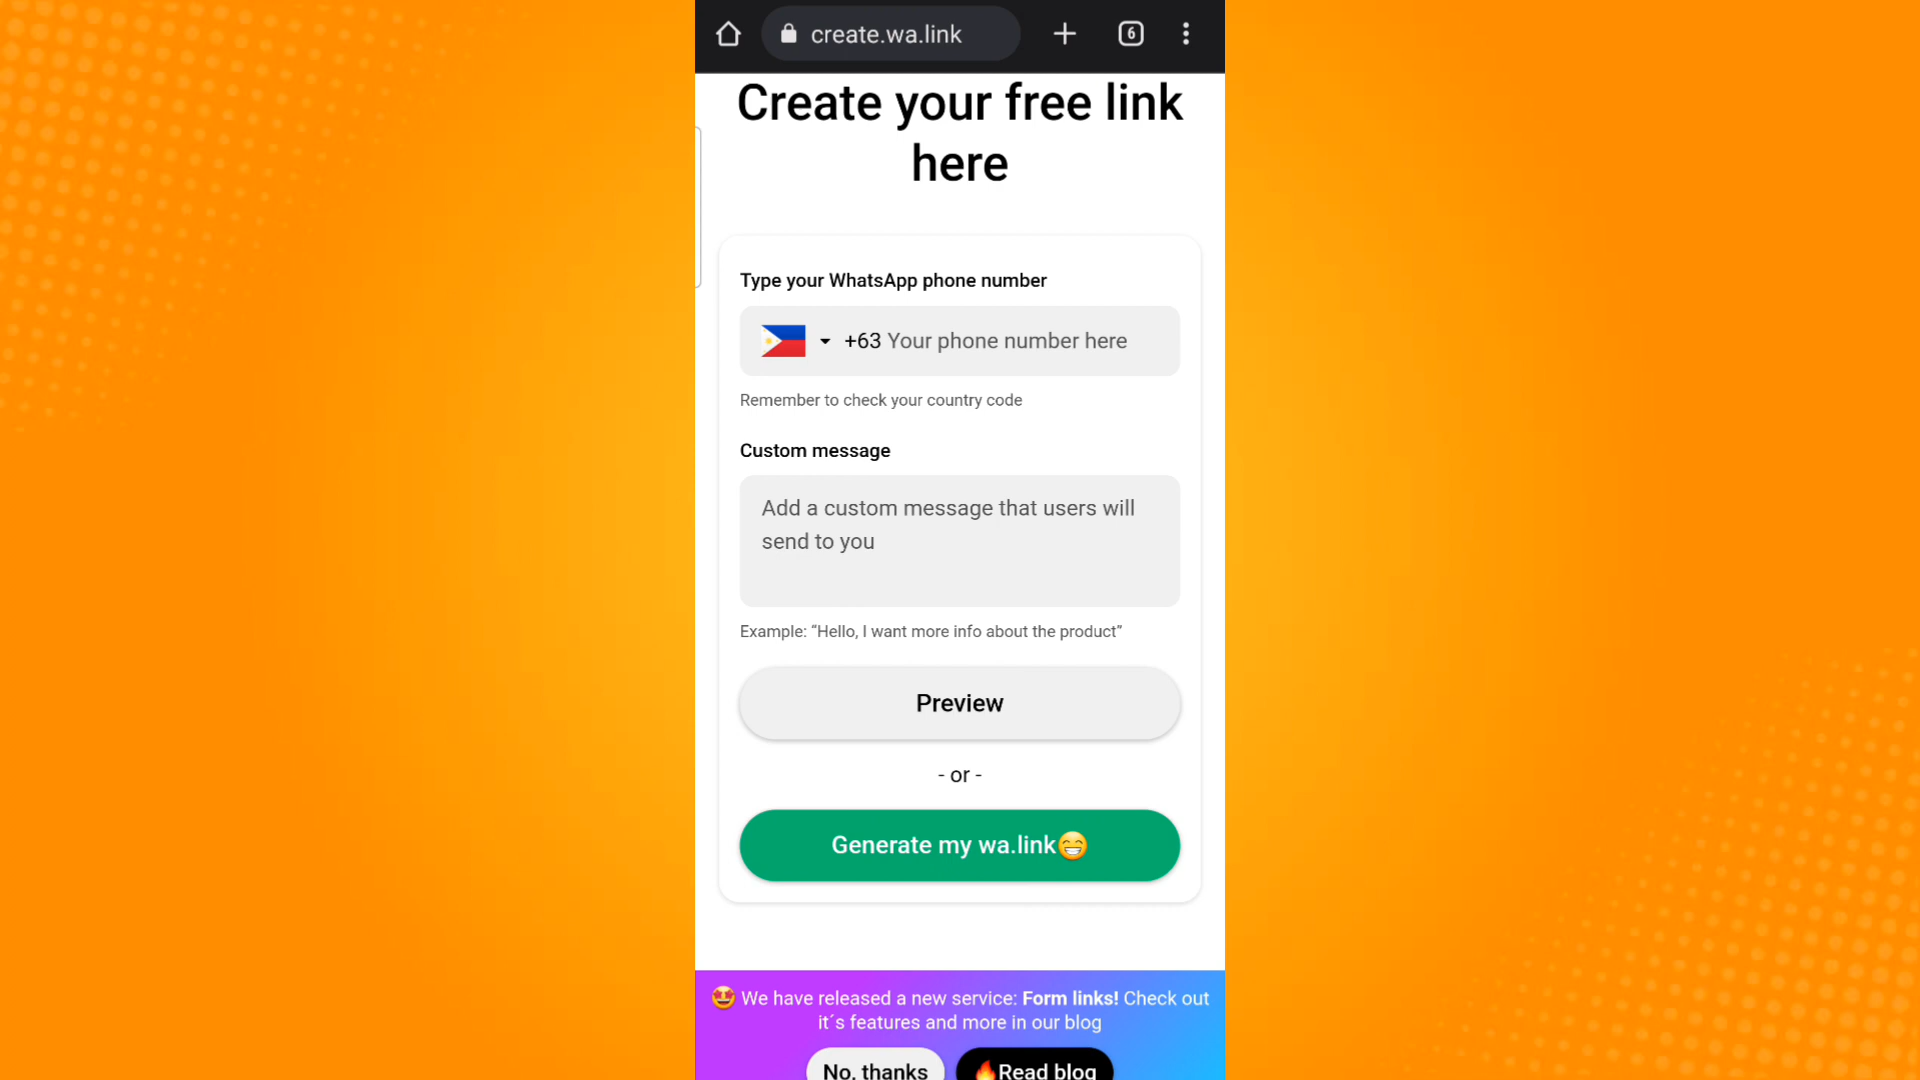 create.wa.link
6
Create your free link
here
Type your WhatsApp phone number
+63 Your phone number here
Remember to check your country code
Custom message
Add a custom message that users will
send to you
Example: “Hello, I want more info about the product”
Preview
- or -
Generate my wa.link😁
🤩 We have released a new service: Form links! Check out
it´s features and more in our blog
No, thanks
🔥Read blog